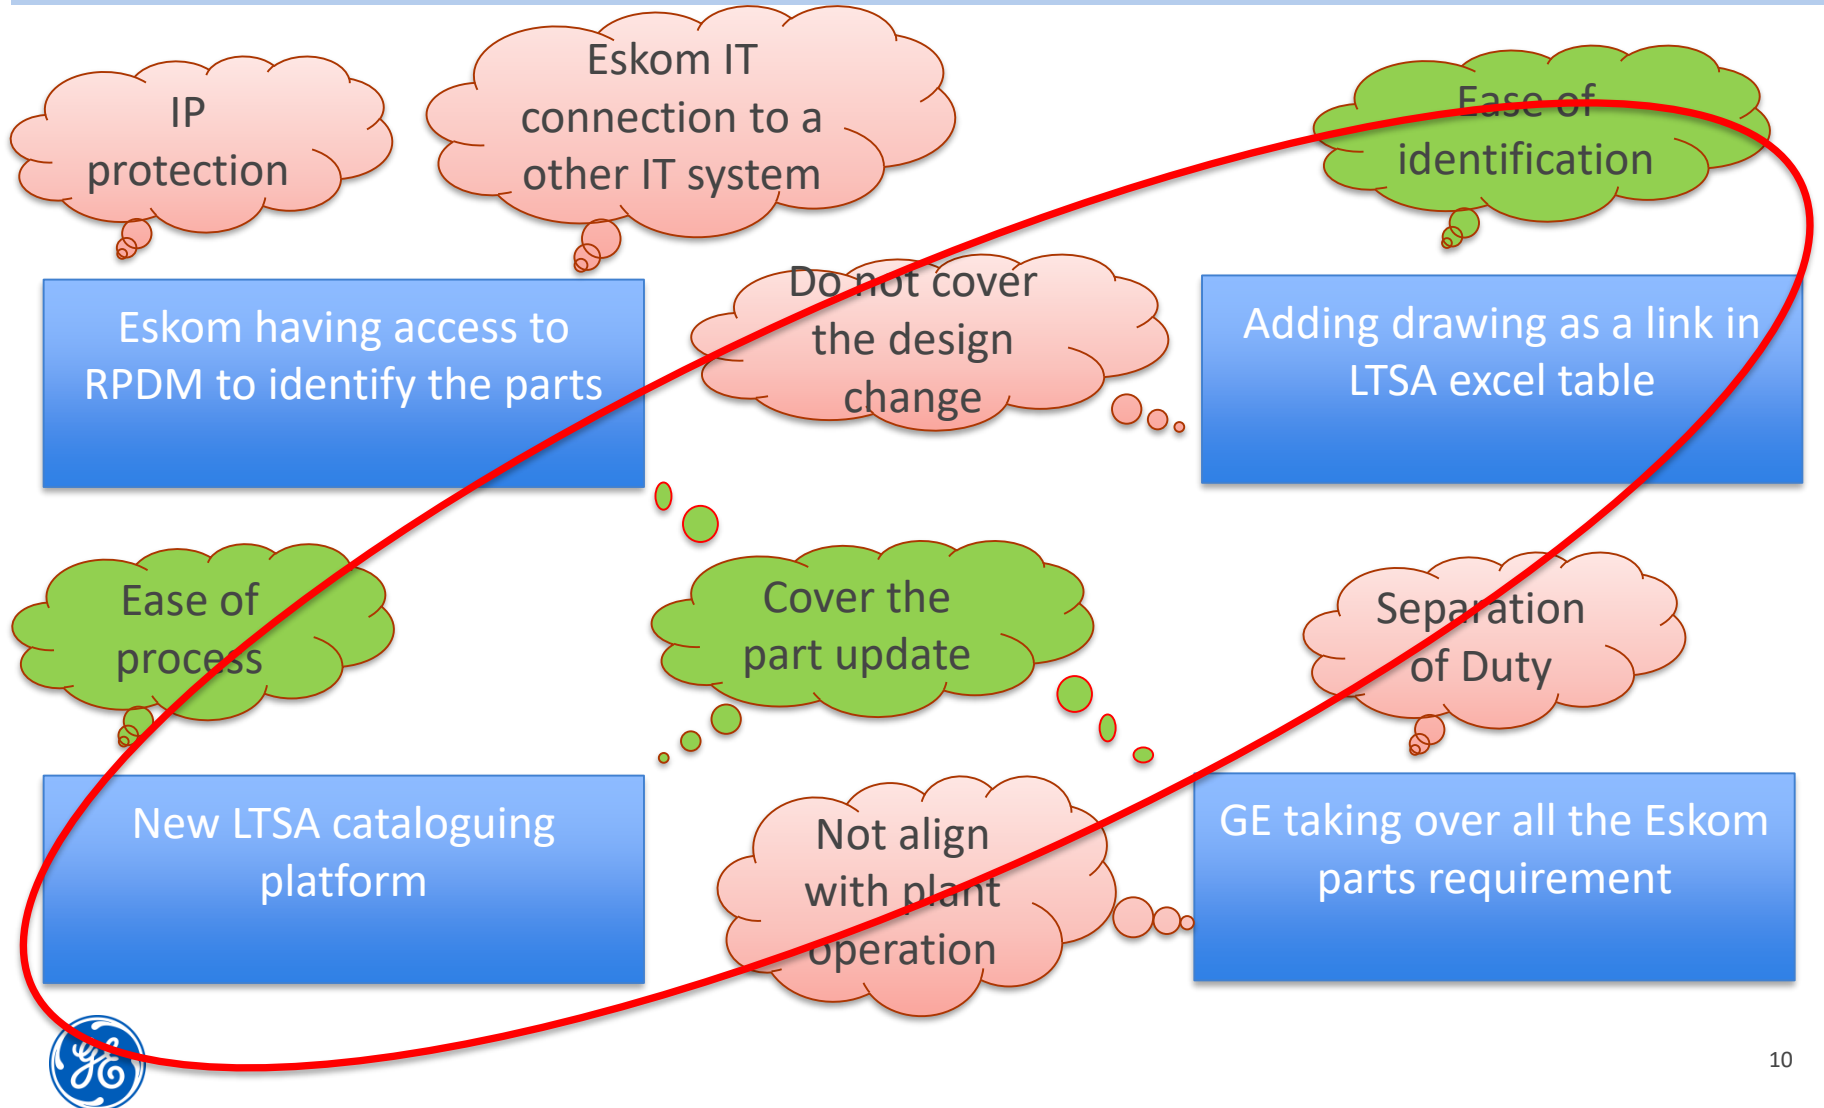 IP
protection
Eskom IT
connection to a
other IT system
Ease of
identification
Do not cover
the design
change
Eskom having access to
RPDM to identify the parts
Adding drawing as a link in
LTSA excel table
Ease of
process
Cover the
part update
Separation
of Duty
New LTSA cataloguing
platform
Not align
with plant
operation
GE taking over all the Eskom
parts requirement
GE
10